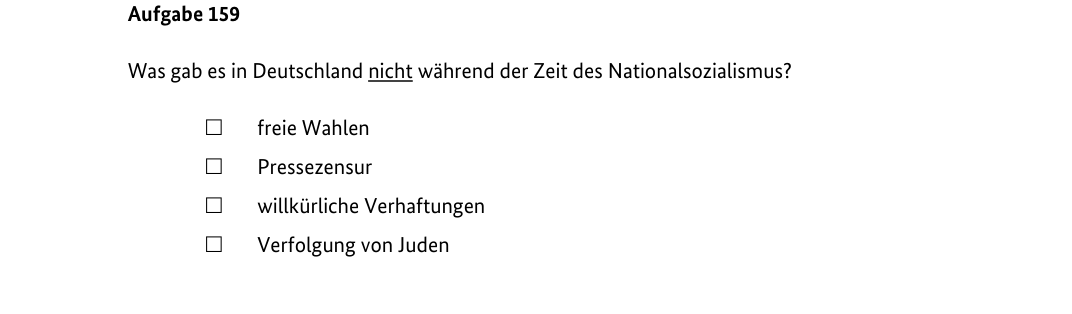 Aufgabe 159
Was gab es in Deutschland nicht während der Zeit des Nationalsozialismus?
☐ freie Wahlen
☐ Pressezensur
☐ willkürliche Verhaftungen
☐ Verfolgung von Juden